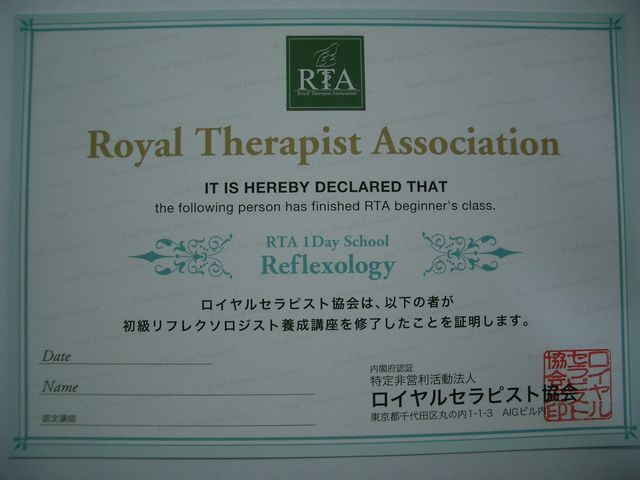 RTA
Royal Therapist Association
Royal Therapist Association
IT IS HEREBY DECLARED THAT
the following person has finished RTA beginner's class.
RTA 1Day School
Reflexology
ロイヤルセラピスト協会は、以下の者が
初級リフレクソロジスト養成講座を修了したことを証明します。
Date
Name
認定講師
内閣府認証
特定非営利活動法人
ロイヤルセラピスト協会
東京都千代田区丸の内1-1-3 AIGビル内
ロイヤル
セラピスト
協会印